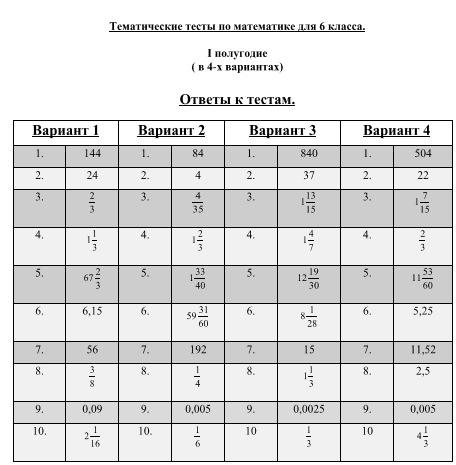 Тематические тесты по математике для 6 класса.
I полугодие
( в 4-х вариантах)
Ответы к тестам.
Вариант 1 Вариант 2 Вариант 3 Вариант 4
1. 144 1. 84 1. 840 1. 504
2. 24 2. 4 2. 37 2. 22
3. 2/3 3. 4/35 3. 1 13/15 3. 1 7/15
4. 1 1/3 4. 1 2/3 4. 1 4/7 4. 2/3
5. 67 2/3 5. 1 33/40 5. 12 19/30 5. 11 53/60
6. 6,15 6. 59 31/60 6. 8 1/28 6. 5,25
7. 56 7. 192 7. 15 7. 11,52
8. 3/8 8. 1/4 8. 1 1/3 8. 2,5
9. 0,09 9. 0,005 9. 0,0025 9. 0,005
10. 2 1/16 10. 1/6 10 1/3 10 4 1/3